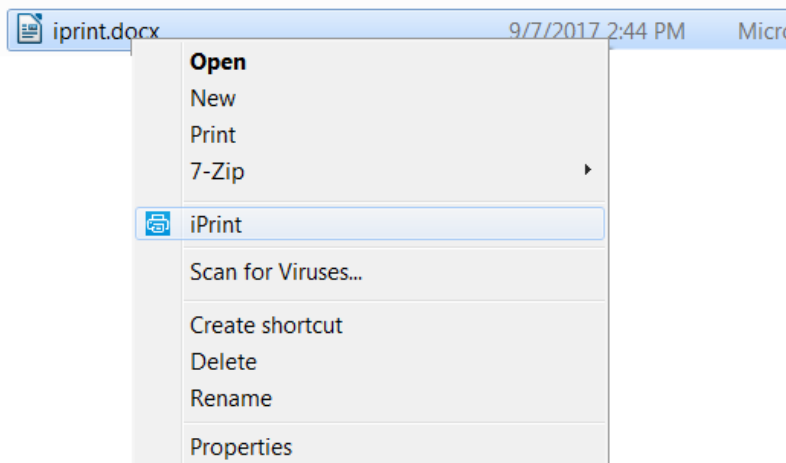 iprint.docx 9/7/2017 2:44 PM
Open
New
Print
7-Zip
iPrint
Scan for Viruses...
Create shortcut
Delete
Rename
Properties